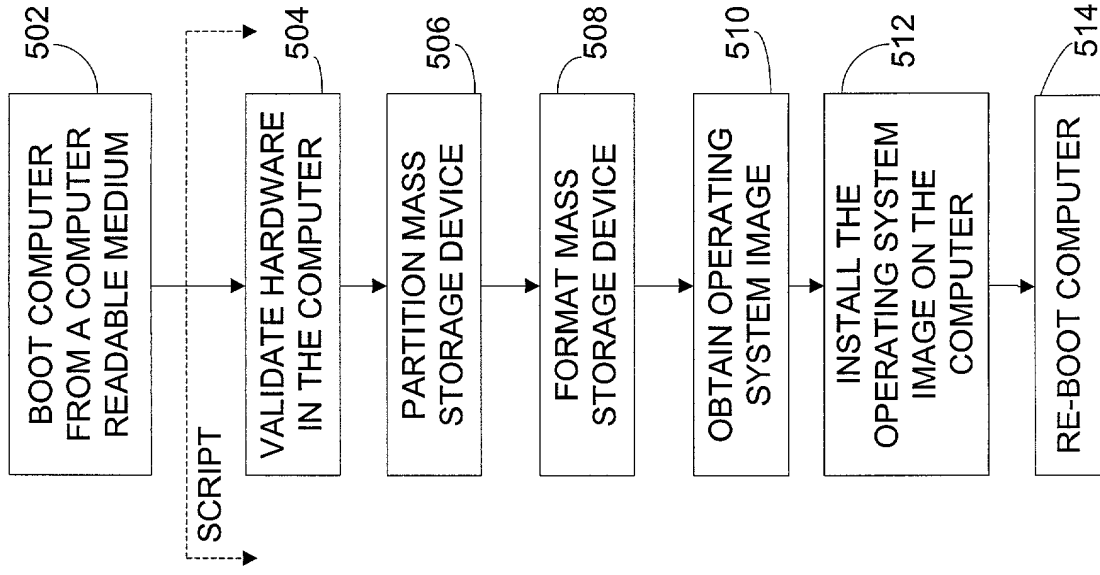 BOOT COMPUTER
FROM A COMPUTER
READABLE MEDIUM
502
SCRIPT
VALIDATE HARDWARE
IN THE COMPUTER
504
PARTITION MASS
STORAGE DEVICE
506
FORMAT MASS
STORAGE DEVICE
508
OBTAIN OPERATING
SYSTEM IMAGE
510
INSTALL THE
OPERATING SYSTEM
IMAGE ON THE
COMPUTER
512
RE-BOOT COMPUTER
514